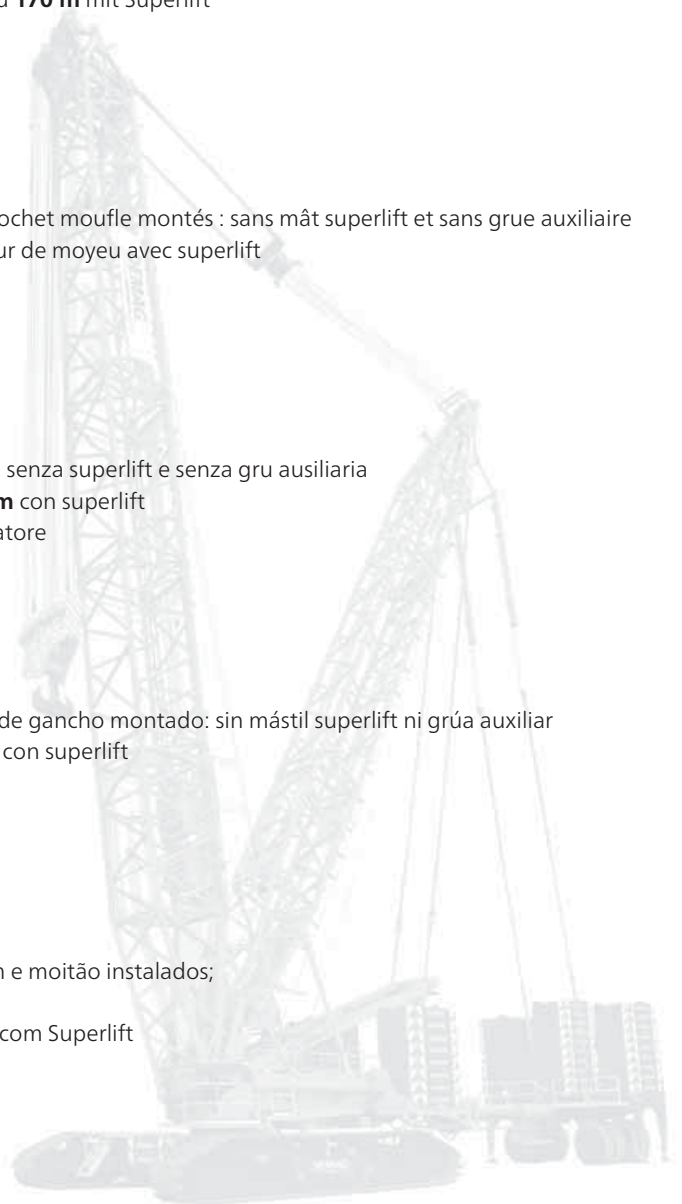 170 m mit Superlift
ochet moufle montés : sans mât superlift et sans grue auxiliaire
ur de moyeu avec superlift
senza superlift e senza gru ausiliaria
m con superlift
atore
de gancho montado: sin mástil superlift ni grúa auxiliar
con superlift
e moitão instalados;
com Superlift